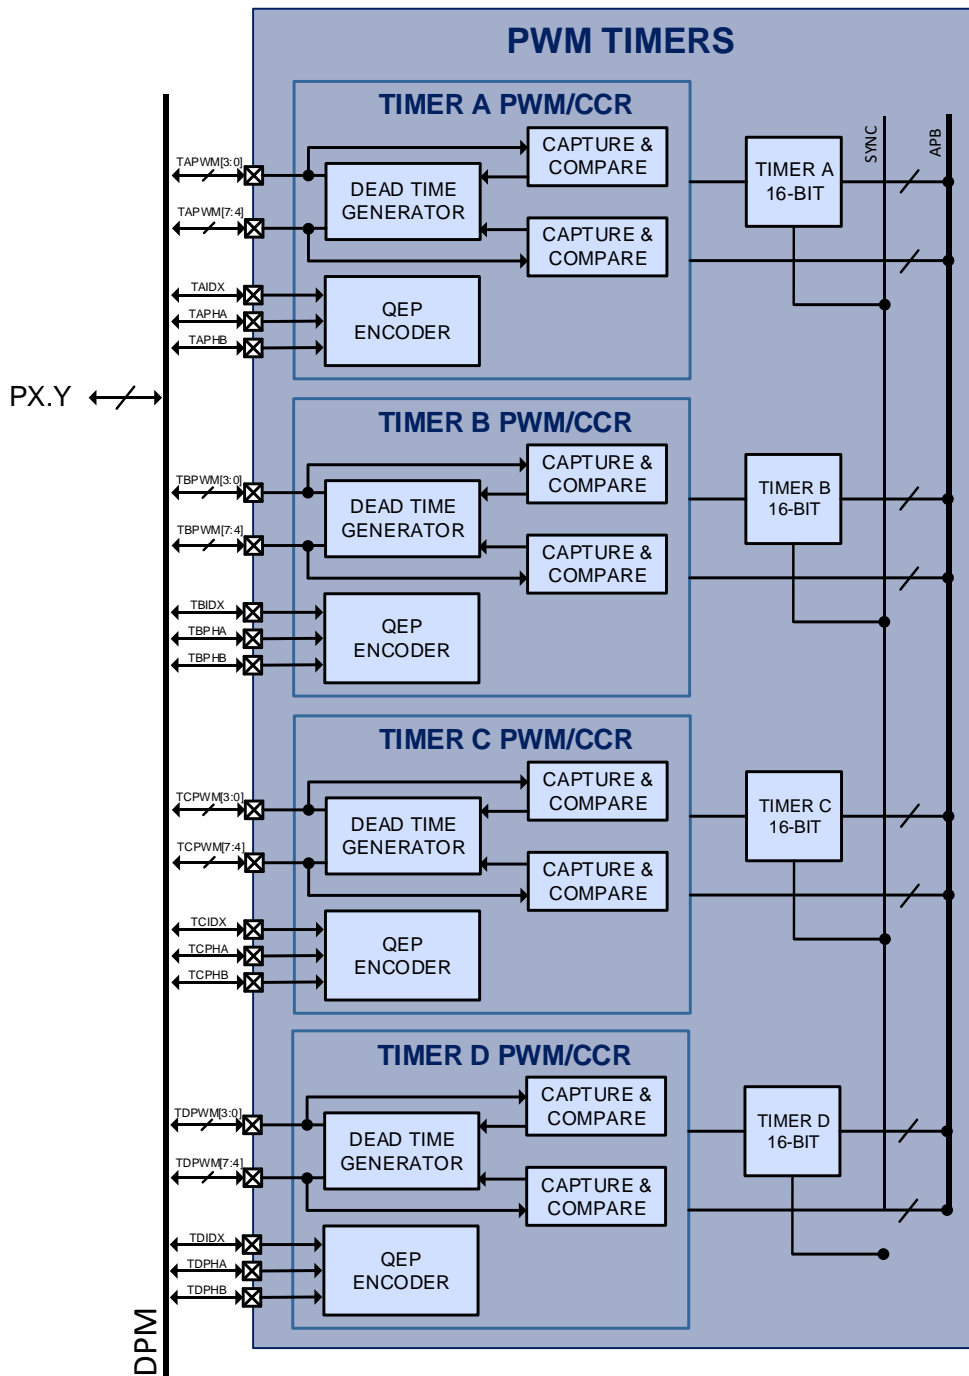 PWM TIMERS
SYNC
APB
TIMER A PWM/CCR
TAPWM[3:0]
TAPWM[7:4]
CAPTURE &
COMPARE
DEAD TIME
GENERATOR
CAPTURE &
COMPARE
TIMER A
16-BIT
TAIDX
TAPHA
TAPHB
QEP
ENCODER
PX.Y
TIMER B PWM/CCR
TBPWM[3:0]
TBPWM[7:4]
CAPTURE &
COMPARE
DEAD TIME
GENERATOR
CAPTURE &
COMPARE
TIMER B
16-BIT
TBIDX
TBPHA
TBPHB
QEP
ENCODER
TIMER C PWM/CCR
TCPWM[3:0]
TCPWM[7:4]
CAPTURE &
COMPARE
DEAD TIME
GENERATOR
CAPTURE &
COMPARE
TIMER C
16-BIT
TCIDX
TCPHA
TCPHB
QEP
ENCODER
TIMER D PWM/CCR
TDPWM[3:0]
TDPWM[7:4]
CAPTURE &
COMPARE
DEAD TIME
GENERATOR
CAPTURE &
COMPARE
TIMER D
16-BIT
TDIDX
TDPHA
TDPHB
QEP
ENCODER
DPM